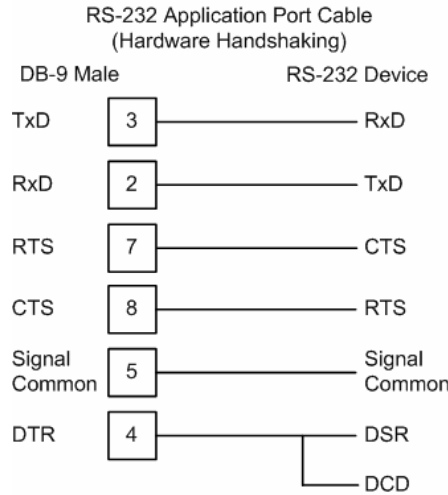 RS-232 Application Port Cable
(Hardware Handshaking)
DB-9 Male RS-232 Device
TxD 3 RxD
RxD 2 TxD
RTS 7 CTS
CTS 8 RTS
Signal Common 5 Signal Common
DTR 4 DSR
DCD